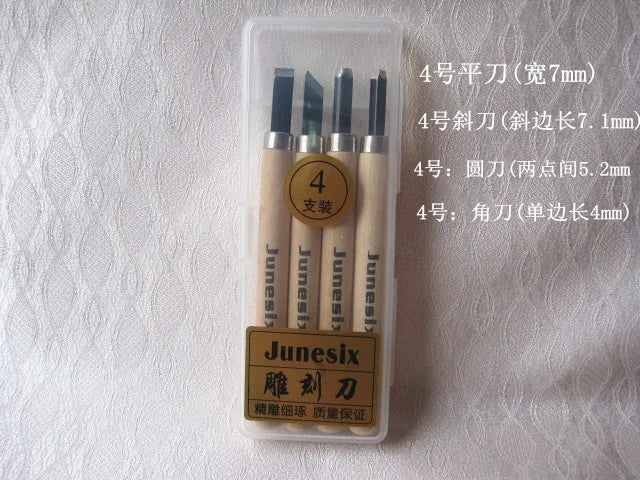 4号平刀(宽7mm)
4号斜刀(斜边长7.1mm)
4号：圆刀(两点间5.2mm
4号：角刀(单边长4mm)
4
支装
Junesix
Junesix
Junesix
Junesix
Junesix
雕刻刀
精雕细琢 质量保证